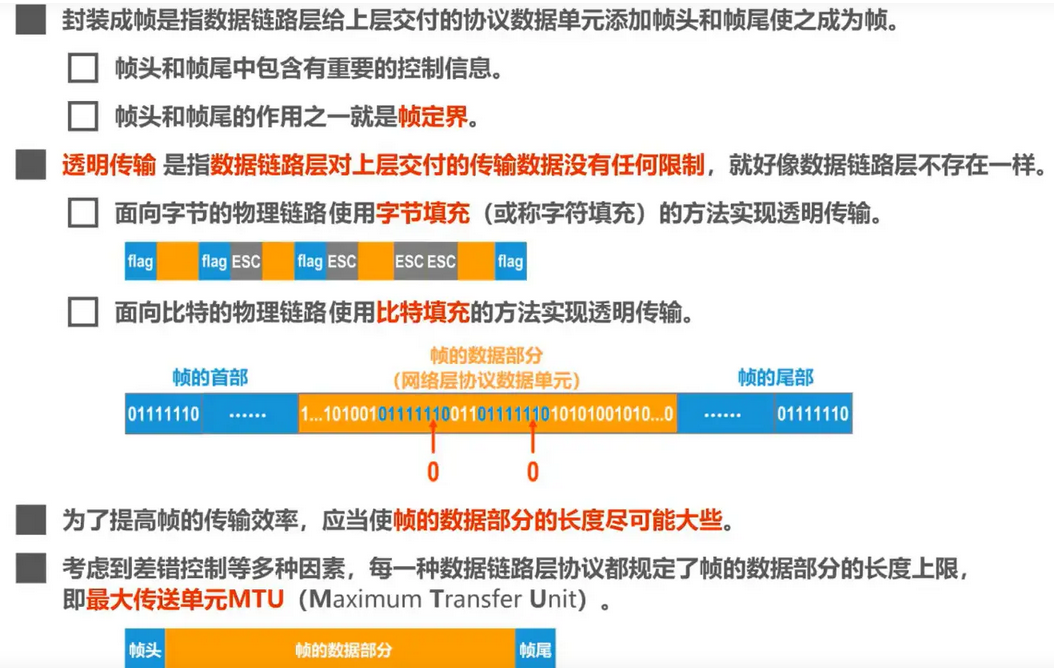 封装成帧是指数据链路层给上层交付的协议数据单元添加帧头和帧尾使之成为帧。
帧头和帧尾中包含有重要的控制信息。
帧头和帧尾的作用之一就是帧定界。
透明传输 是指数据链路层对上层交付的传输数据没有任何限制，就好像数据链路层不存在一样。
面向字节的物理链路使用字节填充（或称字符填充）的方法实现透明传输。
flag flag ESC flag ESC ESC ESC flag
面向比特的物理链路使用比特填充的方法实现透明传输。
帧的数据部分
帧的首部 （网络层协议数据单元） 帧的尾部
01111110 …… 1…101001011111100110111111010101001010…0 …… 01111110
0 0
为了提高帧的传输效率，应当使帧的数据部分的长度尽可能大些。
考虑到差错控制等多种因素，每一种数据链路层协议都规定了帧的数据部分的长度上限，
即最大传送单元MTU（Maximum Transfer Unit）。
帧头 帧的数据部分 帧尾